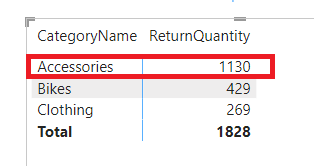 CategoryName ReturnQuantity
Accessories 1130
Bikes 429
Clothing 269
Total 1828